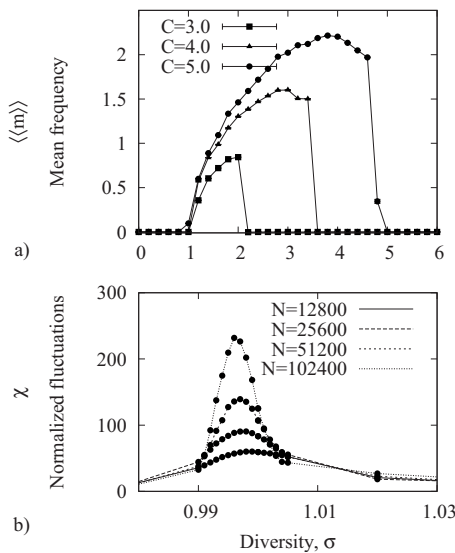 C=3.0
C=4.0
C=5.0
⟨⟨m⟩⟩
Mean frequency
2
1.5
1
0.5
0
0 1 2 3 4 5 6
a)
N=12800
N=25600
N=51200
N=102400
χ
Normalized fluctuations
300
200
100
0
0.99 1.01 1.03
b)
Diversity, σ